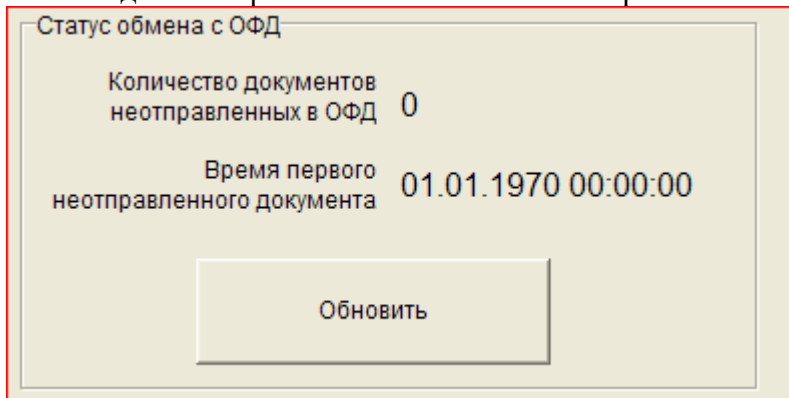 Статус обмена с ОФД
Количество документов
неотправленных в ОФД 0
Время первого
неотправленного документа 01.01.1970 00:00:00
Обновить